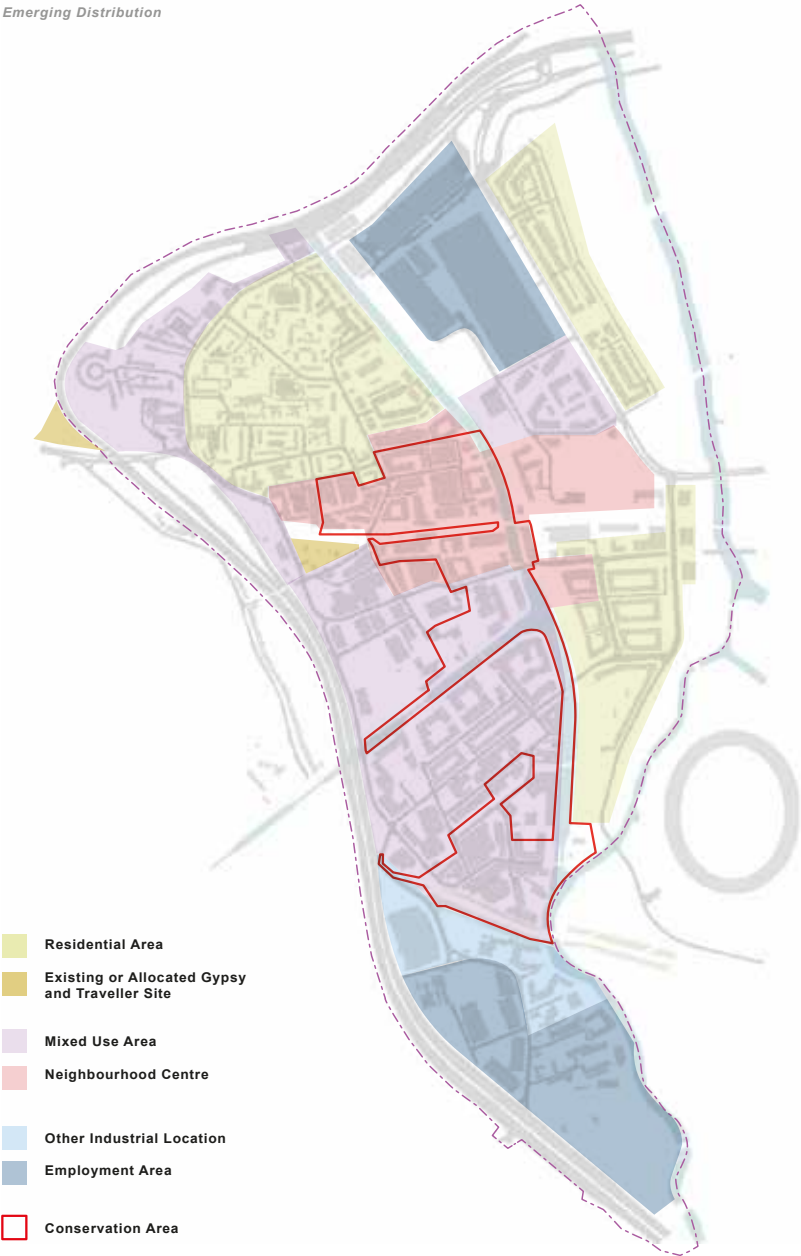 Emerging Distribution
Residential Area
Existing or Allocated Gypsy
and Traveller Site
Mixed Use Area
Neighbourhood Centre
Other Industrial Location
Employment Area
Conservation Area